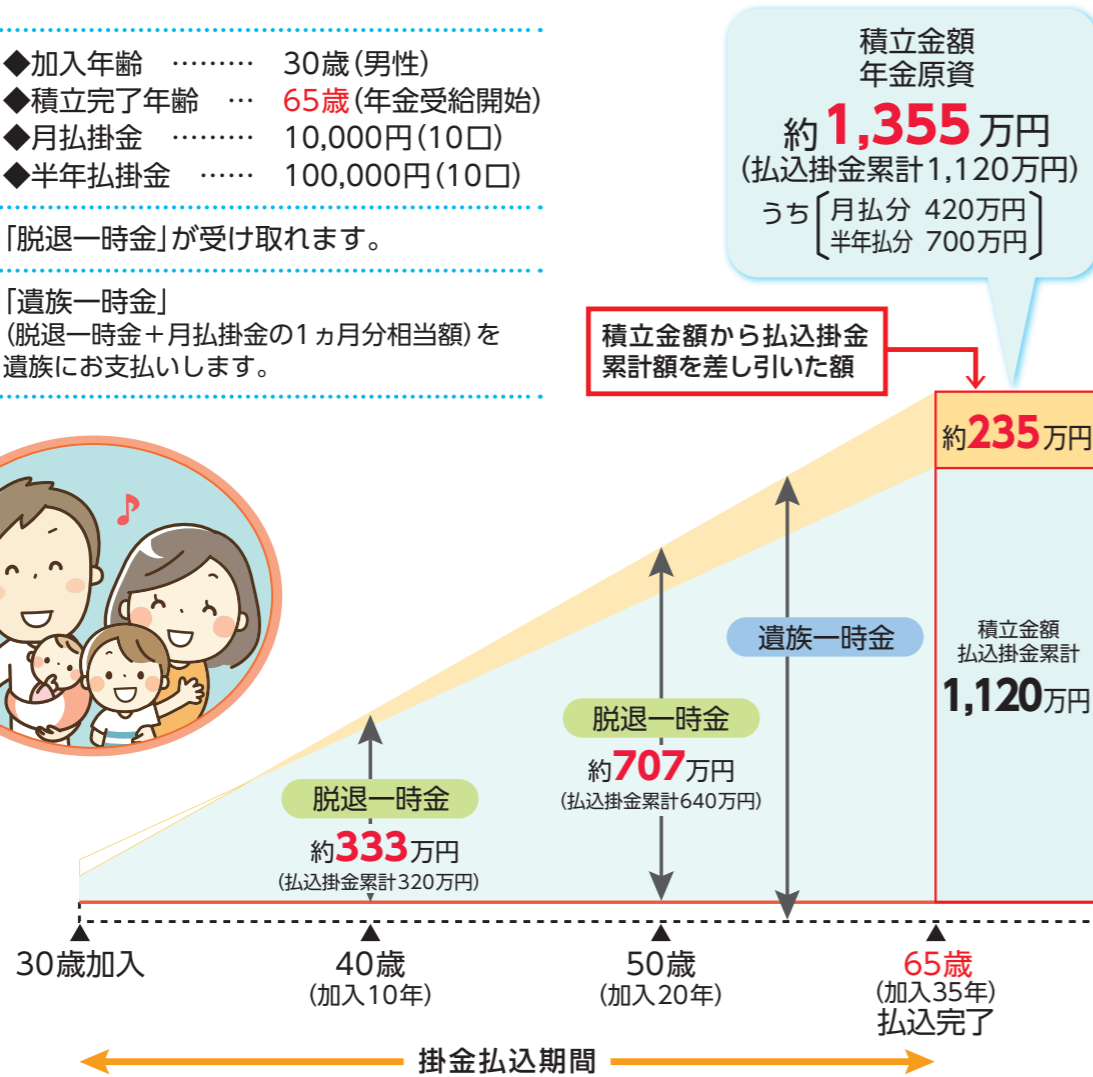 ◆加入年齢 ……… 30歳(男性)
◆積立完了年齢 … 65歳(年金受給開始)
◆月払掛金 ……… 10,000円(10口)
◆半年払掛金 …… 100,000円(10口)
「脱退一時金」が受け取れます。
「遺族一時金」
(脱退一時金+月払掛金の1ヵ月分相当額)を
遺族にお支払いします。
積立金額
年金原資
約1,355万円
(払込掛金累計1,120万円)
うち[月払分 420万円
半年払分 700万円]
積立金額から払込掛金
累計額を差し引いた額
約235万円
遺族一時金
積立金額
払込掛金累計
1,120万円
脱退一時金
約707万円
(払込掛金累計640万円)
脱退一時金
約333万円
(払込掛金累計320万円)
30歳加入
40歳
(加入10年)
50歳
(加入20年)
65歳
(加入35年)
払込完了
掛金払込期間